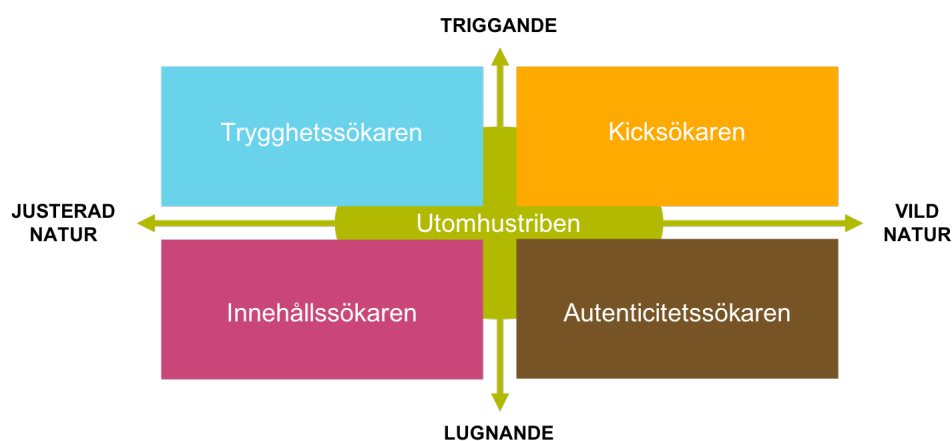 TRIGGANDE
Trygghetssökaren
Kicksökaren
JUSTERAD
NATUR
Utomhustriben
VILD
NATUR
Innehållssökaren
Autenticitetssökaren
LUGNANDE